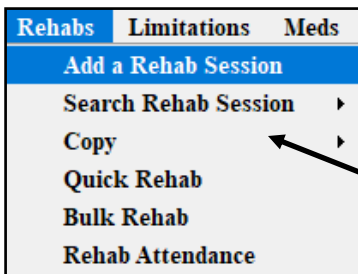 Rehabs Limitations Meds
Add a Rehab Session
Search Rehab Session
Copy
Quick Rehab
Bulk Rehab
Rehab Attendance